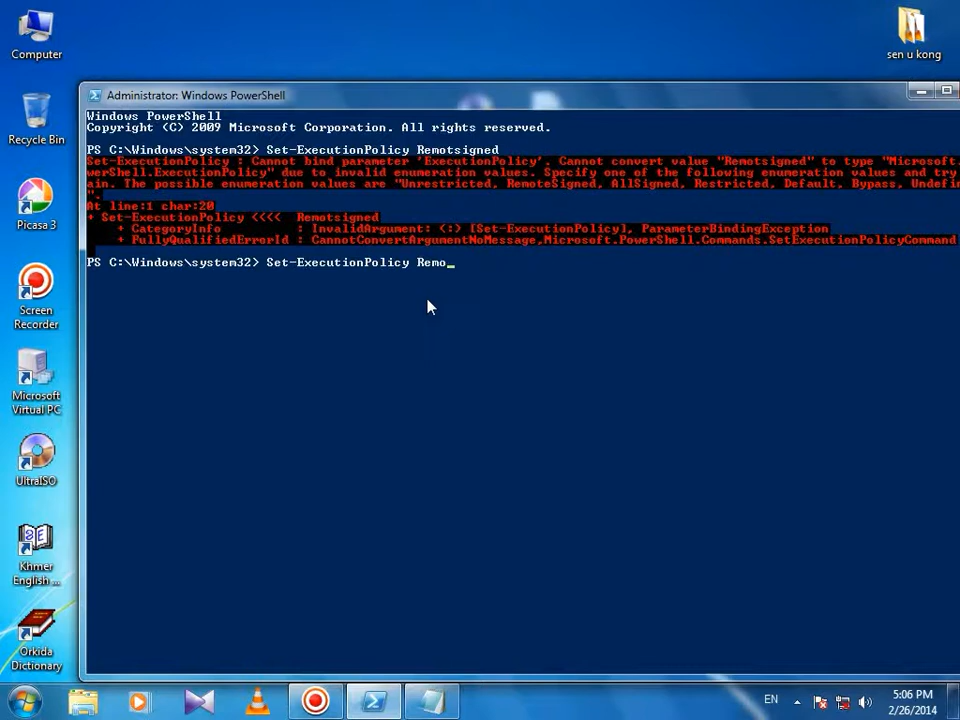 Computer
sen u kong
Administrator: Windows PowerShell
Windows PowerShell
Copyright (C) 2009 Microsoft Corporation. All rights reserved.
Recycle Bin
PS C:\Windows\system32> Set-ExecutionPolicy Remotsigned
Set-ExecutionPolicy : Cannot bind parameter 'ExecutionPolicy'. Cannot convert value "Remotsigned" to type "Microsoft.
werShell.ExecutionPolicy" due to invalid enumeration values. Specify one of the following enumeration values and try
ain. The possible enumeration values are "Unrestricted, RemoteSigned, AllSigned, Restricted, Default, Bypass, Undefin
".
At line:1 char:20
+ Set-ExecutionPolicy <<<<  Remotsigned
+ CategoryInfo : InvalidArgument: (:) [Set-ExecutionPolicy], ParameterBindingException
+ FullyQualifiedErrorId : CannotConvertArgumentNoMessage,Microsoft.PowerShell.Commands.SetExecutionPolicyCommand
PS C:\Windows\system32> Set-ExecutionPolicy Remo_
Picasa 3
Screen
Recorder
Microsoft
Virtual PC
UltraISO
Khmer
English ...
Orkida
Dictionary
EN
5:06 PM
2/26/2014